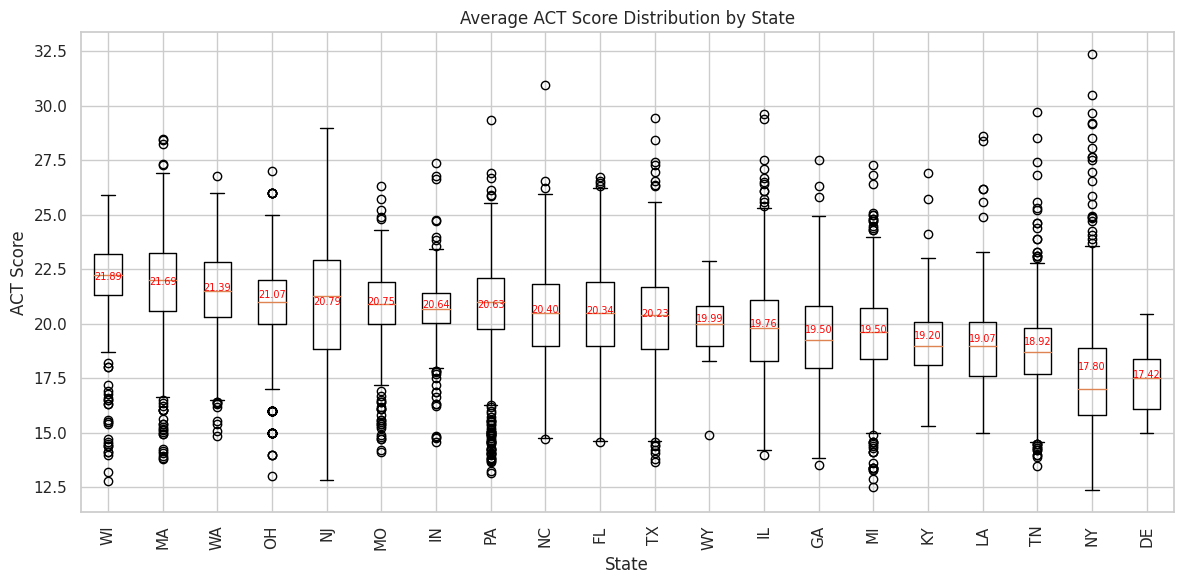 Average ACT Score Distribution by State
ACT Score
32.5
30.0
27.5
25.0
22.5
20.0
17.5
15.0
12.5
21.89
21.69
21.39
21.07
20.79
20.75
20.64
20.63
20.40
20.34
20.23
19.99
19.76
19.50
19.50
19.20
19.07
18.92
17.80
17.42
WI
MA
WA
OH
NJ
MO
IN
PA
NC
FL
TX
WY
IL
GA
MI
KY
LA
TN
NY
DE
State